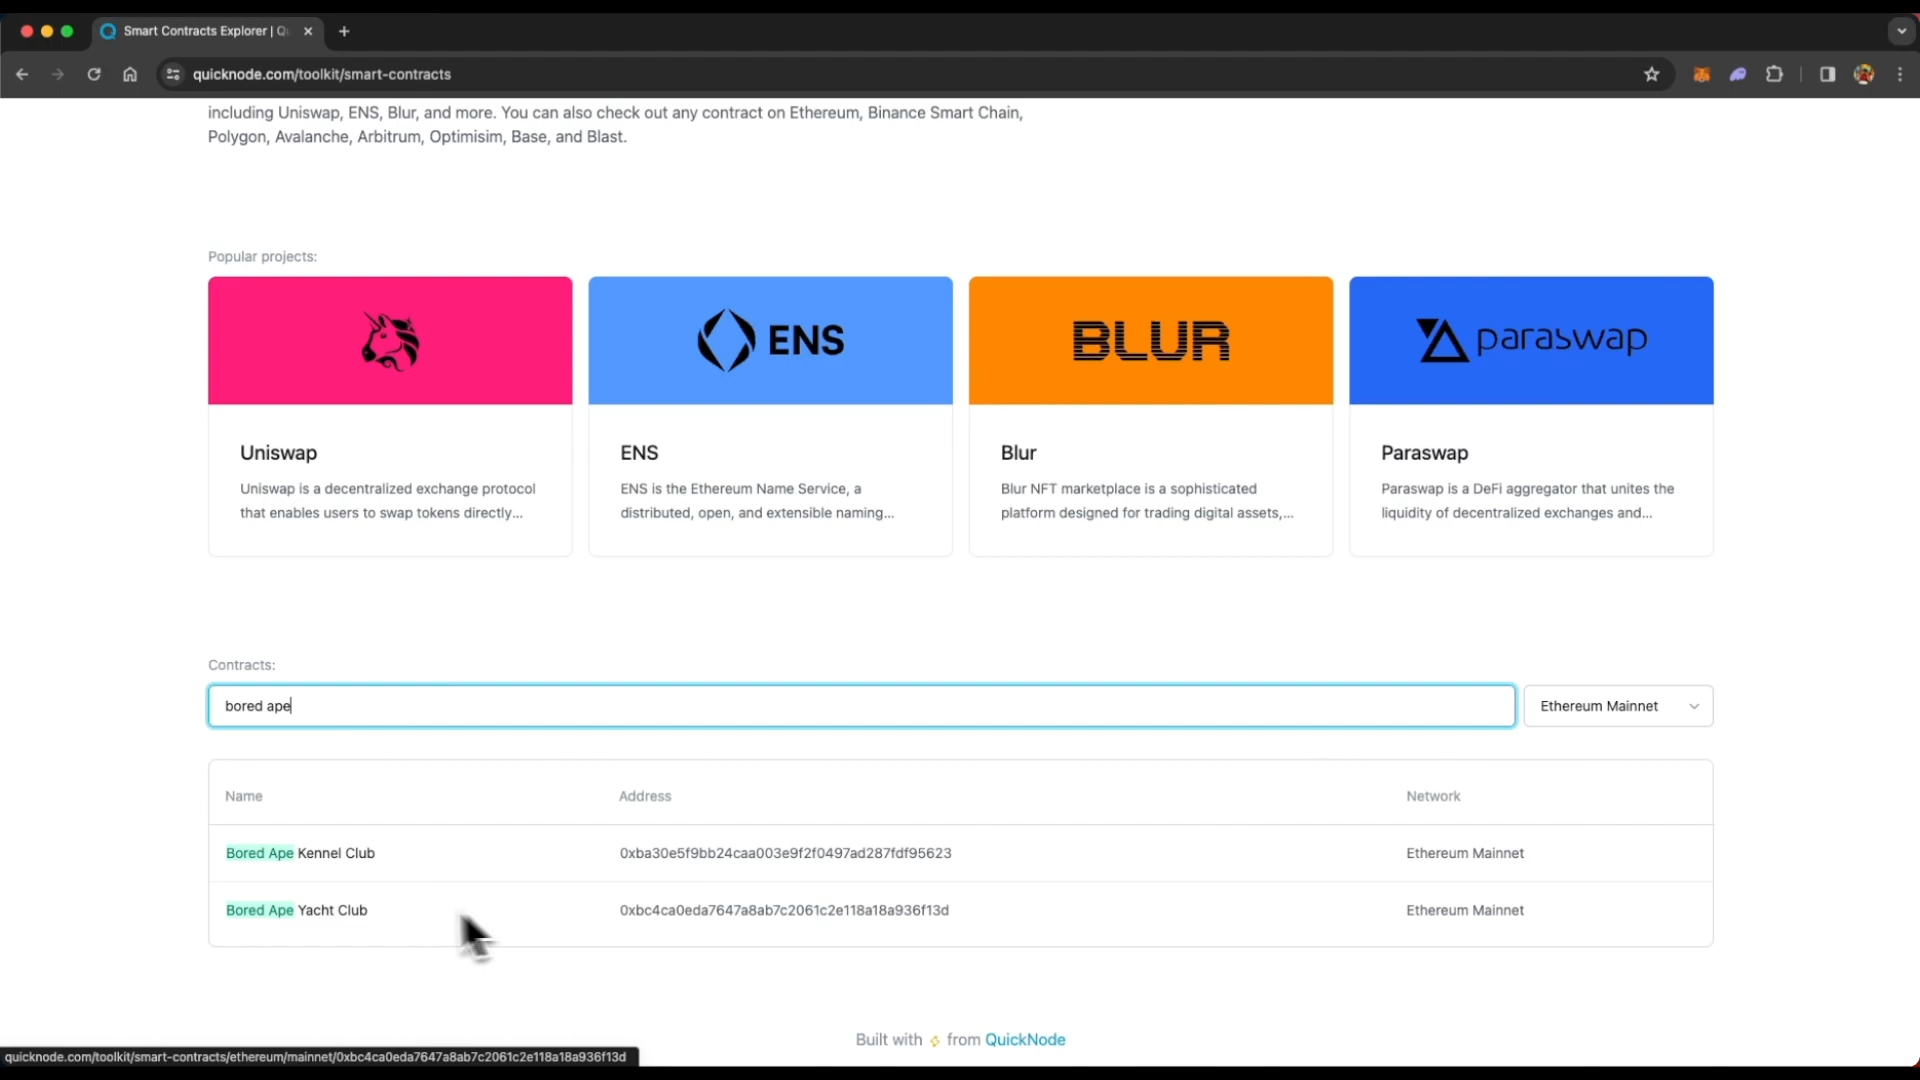 Smart Contracts Explorer | Q
quicknode.com/toolkit/smart-contracts
including Uniswap, ENS, Blur, and more. You can also check out any contract on Ethereum, Binance Smart Chain,
Polygon, Avalanche, Arbitrum, Optimisim, Base, and Blast.
Popular projects:
ENS
BLUR
paraswap
Uniswap
Uniswap is a decentralized exchange protocol
that enables users to swap tokens directly...
ENS
ENS is the Ethereum Name Service, a
distributed, open, and extensible naming...
Blur
Blur NFT marketplace is a sophisticated
platform designed for trading digital assets,...
Paraswap
Paraswap is a DeFi aggregator that unites the
liquidity of decentralized exchanges and...
Contracts:
bored ape
Ethereum Mainnet
Name Address Network
Bored Ape Kennel Club 0xba30e5f9bb24caa003e9f2f0497ad287fdf95623 Ethereum Mainnet
Bored Ape Yacht Club 0xbc4ca0eda7647a8ab7c2061c2e118a18a936f13d Ethereum Mainnet
Built with from QuickNode
quicknode.com/toolkit/smart-contracts/ethereum/mainnet/0xbc4ca0eda7647a8ab7c2061c2e118a18a936f13d